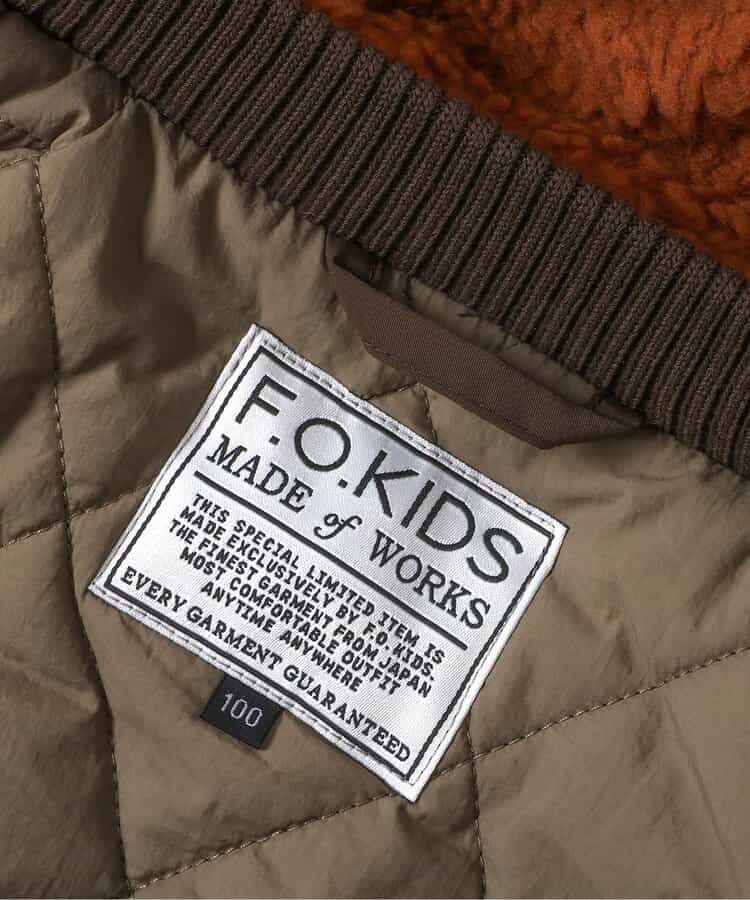 F.O.KIDS
MADE of WORKS
THIS SPECIAL LIMITED ITEM IS
MADE EXCLUSIVELY BY F.O.KIDS.
THE FINEST GARMENT FROM JAPAN
MOST COMFORTABLE OUTFIT
ANYTIME ANYWHERE
EVERY GARMENT GUARANTEED
100